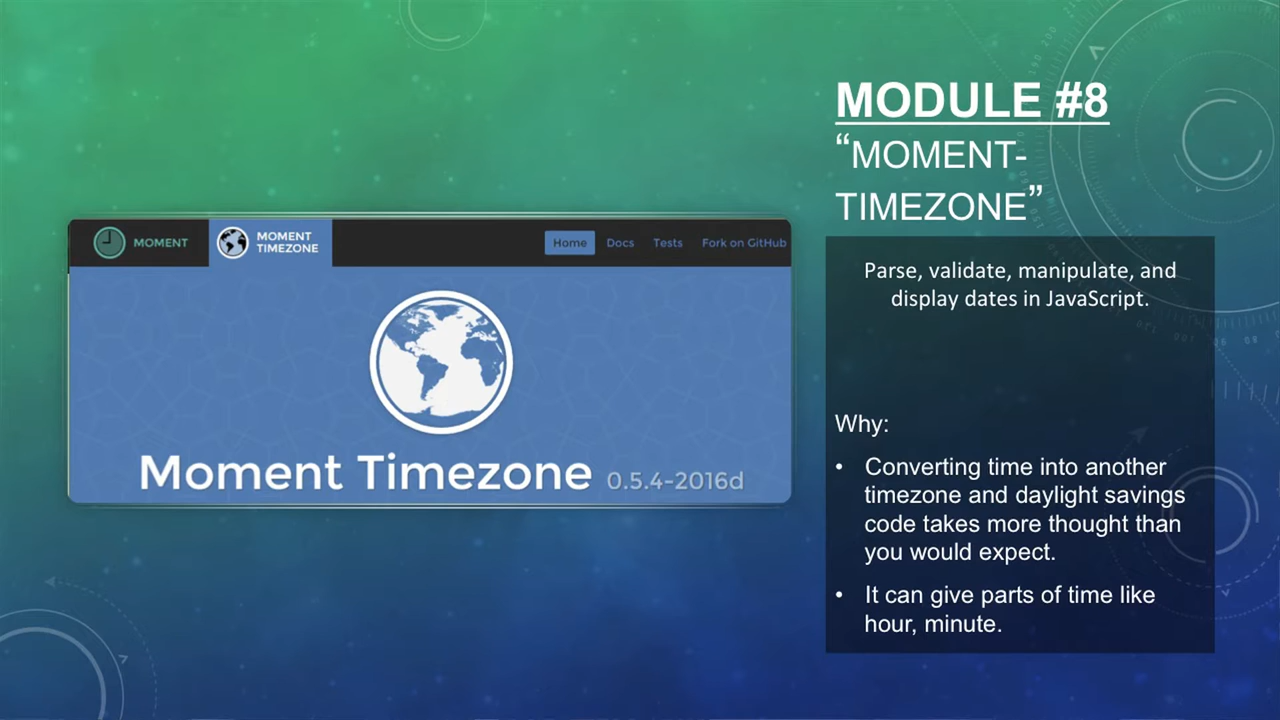 MODULE #8
“MOMENT-
TIMEZONE”
MOMENT
MOMENT
TIMEZONE
Home Docs Tests Fork on GitHub
Moment Timezone 0.5.4-2016d
Parse, validate, manipulate, and
display dates in JavaScript.
Why:
• Converting time into another
timezone and daylight savings
code takes more thought than
you would expect.
• It can give parts of time like
hour, minute.